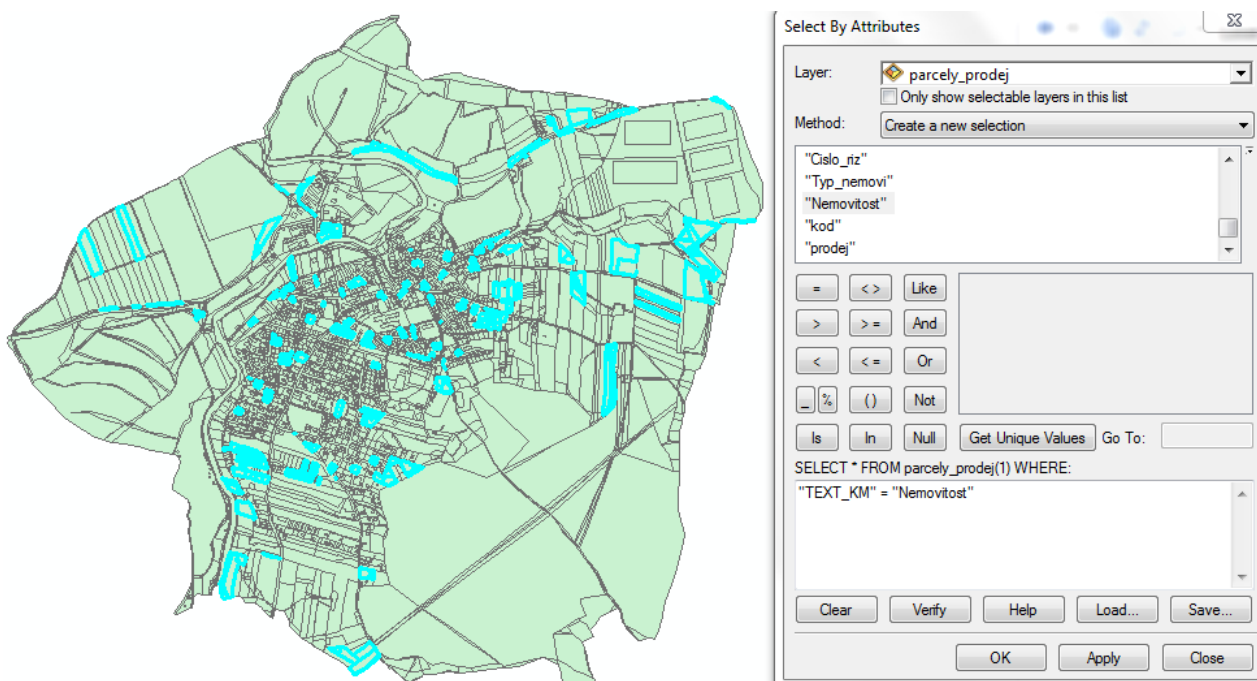 Select By Attributes
Layer: parcely_prodej
Only show selectable layers in this list
Method: Create a new selection
"Cislo_riz"
"Typ_nemovi"
"Nemovitost"
"kod"
"prodej"
= < > Like
> > = And
< < = Or
_ % ( ) Not
Is In Null Get Unique Values Go To:
SELECT * FROM parcely_prodej(1) WHERE:
"TEXT_KM" = "Nemovitost"
Clear Verify Help Load... Save...
OK Apply Close